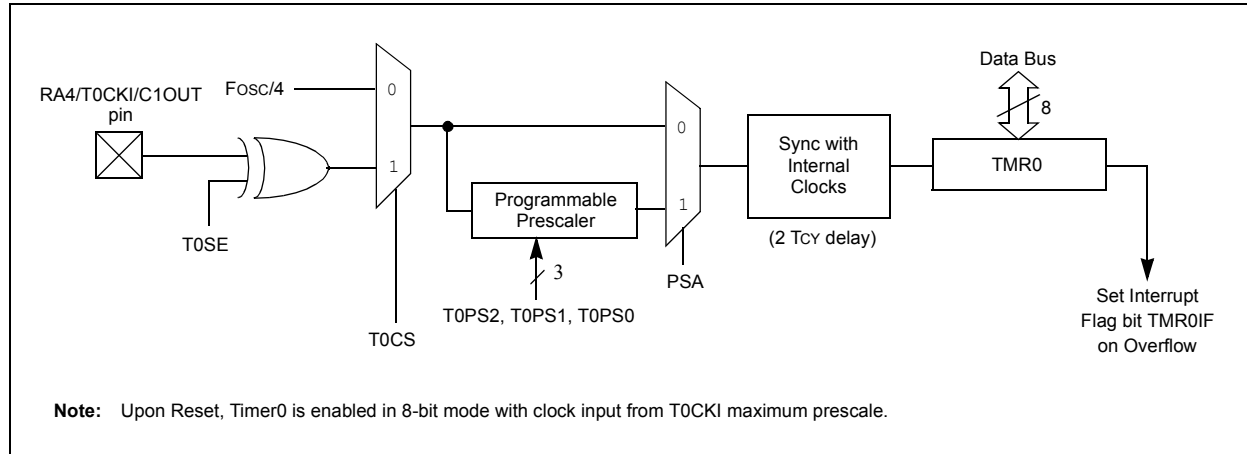 RA4/T0CKI/C1OUT
pin
T0SE
FOSC/4
0
1
T0CS
Programmable
Prescaler
3
T0PS2, T0PS1, T0PS0
0
1
PSA
Sync with
Internal
Clocks
(2 TCY delay)
Data Bus
8
TMR0
Set Interrupt
Flag bit TMR0IF
on Overflow
Note: Upon Reset, Timer0 is enabled in 8-bit mode with clock input from T0CKI maximum prescale.